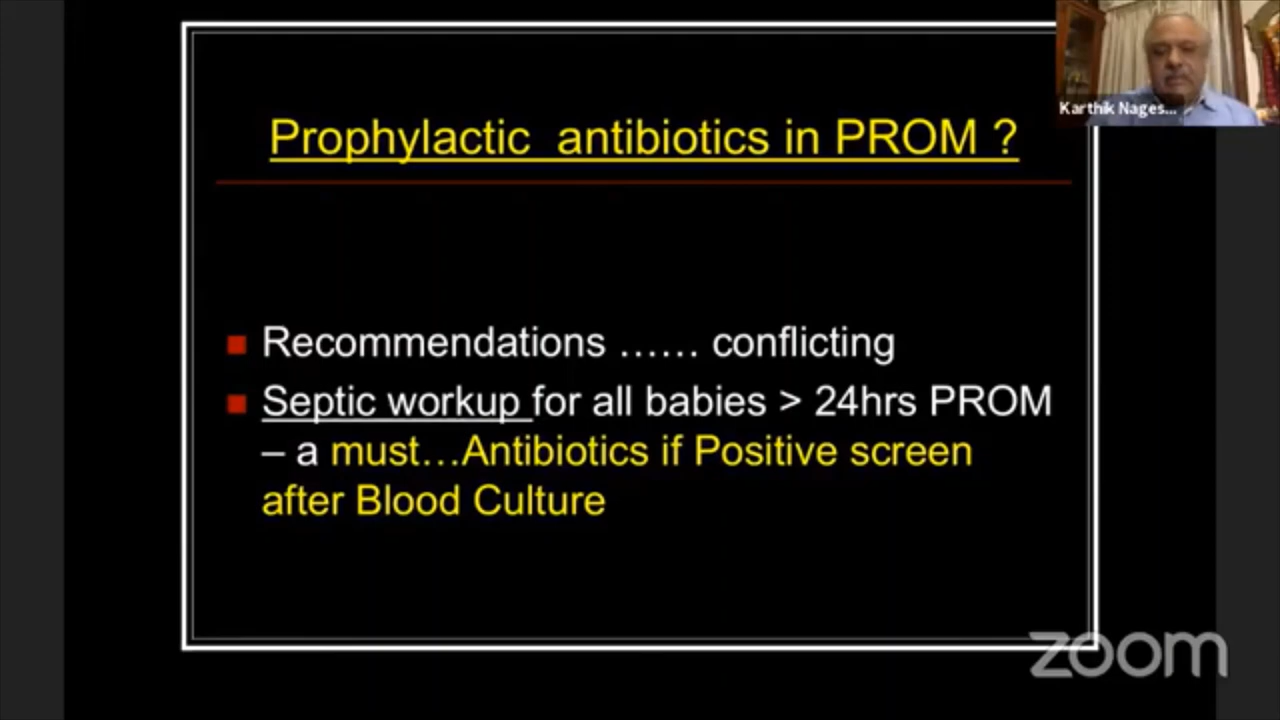 Karthik Nages...
Prophylactic antibiotics in PROM ?
Recommendations ...... conflicting
Septic workup for all babies > 24hrs PROM
– a must...Antibiotics if Positive screen
after Blood Culture
zoom